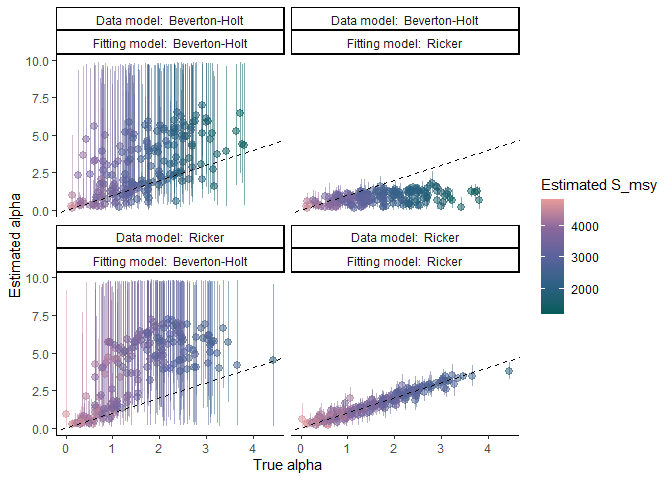 Data model: Beverton-Holt
Fitting model: Beverton-Holt
Data model: Beverton-Holt
Fitting model: Ricker
10.0
7.5
5.0
2.5
0.0
Data model: Ricker
Fitting model: Beverton-Holt
Data model: Ricker
Fitting model: Ricker
10.0
7.5
5.0
2.5
0.0
0 1 2 3 4
0 1 2 3 4
True alpha
Estimated alpha
Estimated S_msy
4000
3000
2000